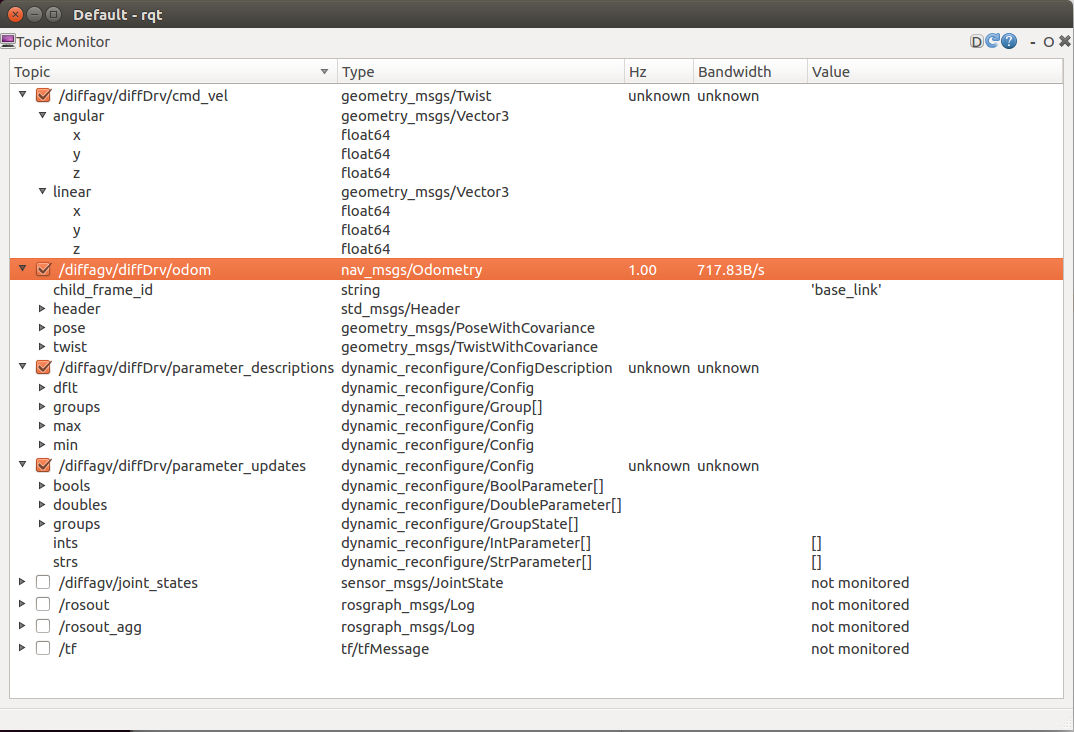 Default - rqt
Topic Monitor D ? - O
Topic Type Hz Bandwidth Value
/diffagv/diffDrv/cmd_vel geometry_msgs/Twist unknown unknown
angular geometry_msgs/Vector3
x float64
y float64
z float64
linear geometry_msgs/Vector3
x float64
y float64
z float64
/diffagv/diffDrv/odom nav_msgs/Odometry 1.00 717.83B/s
child_frame_id string 'base_link'
header std_msgs/Header
pose geometry_msgs/PoseWithCovariance
twist geometry_msgs/TwistWithCovariance
/diffagv/diffDrv/parameter_descriptions dynamic_reconfigure/ConfigDescription unknown unknown
dflt dynamic_reconfigure/Config
groups dynamic_reconfigure/Group[]
max dynamic_reconfigure/Config
min dynamic_reconfigure/Config
/diffagv/diffDrv/parameter_updates dynamic_reconfigure/Config unknown unknown
bools dynamic_reconfigure/BoolParameter[]
doubles dynamic_reconfigure/DoubleParameter[]
groups dynamic_reconfigure/GroupState[]
ints dynamic_reconfigure/IntParameter[] []
strs dynamic_reconfigure/StrParameter[] []
/diffagv/joint_states sensor_msgs/JointState not monitored
/rosout rosgraph_msgs/Log not monitored
/rosout_agg rosgraph_msgs/Log not monitored
/tf tf/tfMessage not monitored